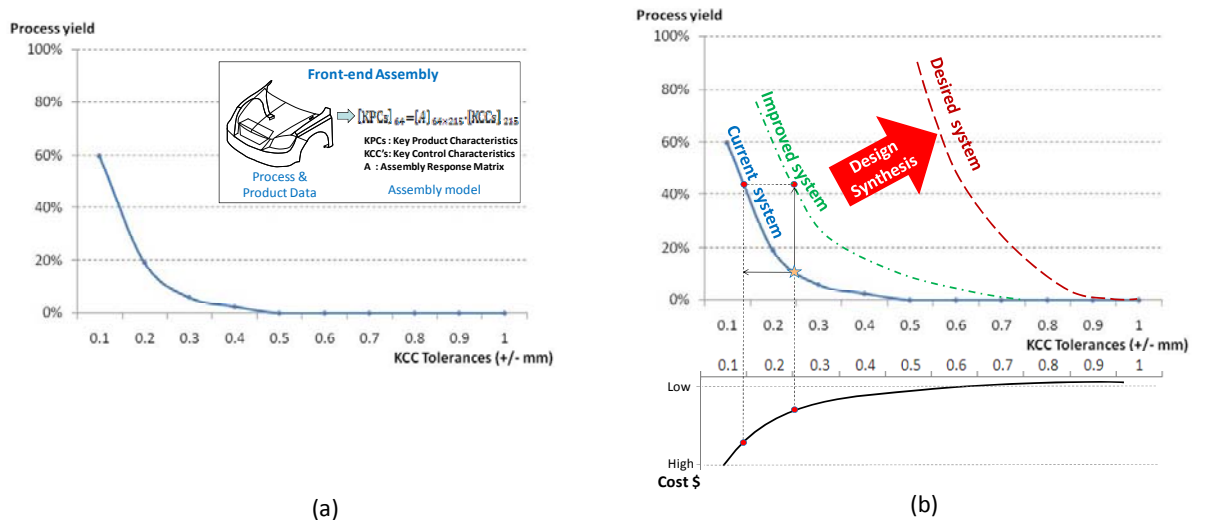 Process yield
100%
80%
60%
40%
20%
0%
0.1 0.2 0.3 0.4 0.5 0.6 0.7 0.8 0.9 1
KCC Tolerances (+/- mm)
Front-end Assembly
[KPCs]64=[A]64×215·[KCCs]215
KPCs : Key Product Characteristics
KCC's: Key Control Characteristics
A : Assembly Response Matrix
Process &
Product Data
Assembly model
(a)
Process yield
100%
80%
60%
40%
20%
0%
Current system
Improved system
Design
Synthesis
Desired system
0.1 0.2 0.3 0.4 0.5 0.6 0.7 0.8 0.9 1
KCC Tolerances (+/- mm)
0.1 0.2 0.3 0.4 0.5 0.6 0.7 0.8 0.9 1
Low
High
Cost $
(b)